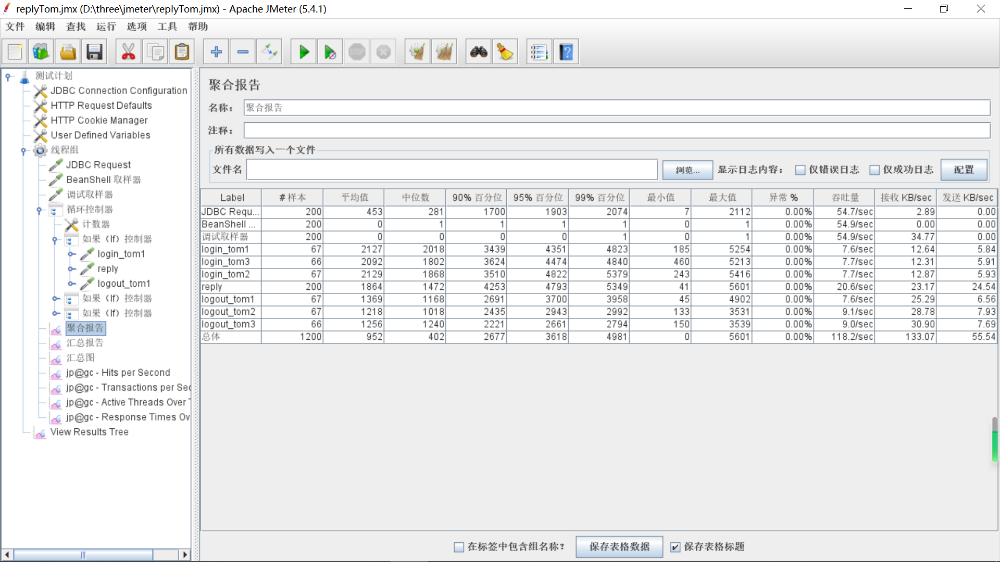 replyTom.jmx (D:\three\jmeter\replyTom.jmx) - Apache JMeter (5.4.1)
文件 编辑 查找 运行 选项 工具 帮助
STOP
测试计划
JDBC Connection Configuration
HTTP Request Defaults
HTTP Cookie Manager
User Defined Variables
线程组
JDBC Request
BeanShell 取样器
调试取样器
循环控制器
计数器
如果（If）控制器
login_tom1
reply
logout_tom1
如果（If）控制器
如果（If）控制器
聚合报告
汇总报告
汇总图
jp@gc - Hits per Second
jp@gc - Transactions per Sec
jp@gc - Active Threads Over T
jp@gc - Response Times Ov
View Results Tree
聚合报告
名称： 聚合报告
注释：
所有数据写入一个文件
文件名 浏览... 显示日志内容： 仅错误日志 仅成功日志 配置
Label # 样本 平均值 中位数 90% 百分位 95% 百分位 99% 百分位 最小值 最大值 异常 % 吞吐量 接收 KB/sec 发送 KB/sec
JDBC Requ... 200 453 281 1700 1903 2074 7 2112 0.00% 54.7/sec 2.89 0.00
BeanShell ... 200 0 1 1 1 1 0 1 0.00% 54.9/sec 0.00 0.00
调试取样器 200 0 0 0 0 1 0 1 0.00% 54.9/sec 34.77 0.00
login_tom1 67 2127 2018 3439 4351 4823 185 5254 0.00% 7.6/sec 12.64 5.84
login_tom3 66 2092 1802 3624 4474 4840 460 5213 0.00% 7.7/sec 12.31 5.91
login_tom2 67 2129 1868 3510 4822 5379 243 5416 0.00% 7.7/sec 12.87 5.93
reply 200 1864 1472 4253 4793 5349 41 5601 0.00% 20.6/sec 23.17 24.54
logout_tom1 67 1369 1168 2691 3700 3958 45 4902 0.00% 7.6/sec 25.29 6.56
logout_tom2 67 1218 1018 2435 2943 2992 133 3531 0.00% 9.1/sec 28.78 7.93
logout_tom3 66 1256 1240 2221 2661 2794 150 3539 0.00% 9.0/sec 30.90 7.69
总体 1200 952 402 2677 3618 4981 0 5601 0.00% 118.2/sec 133.07 55.54
在标签中包含组名称？ 保存表格数据 保存表格标题